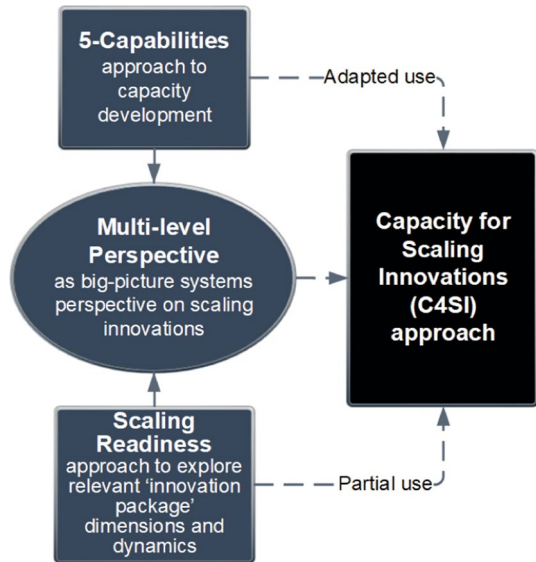 5-Capabilities
approach to
capacity
development
Adapted use
Multi-level
Perspective
as big-picture systems
perspective on scaling
innovations
Capacity for
Scaling
Innovations
(C4SI)
approach
Scaling
Readiness
approach to explore
relevant ‘innovation
package’
dimensions and
dynamics
Partial use